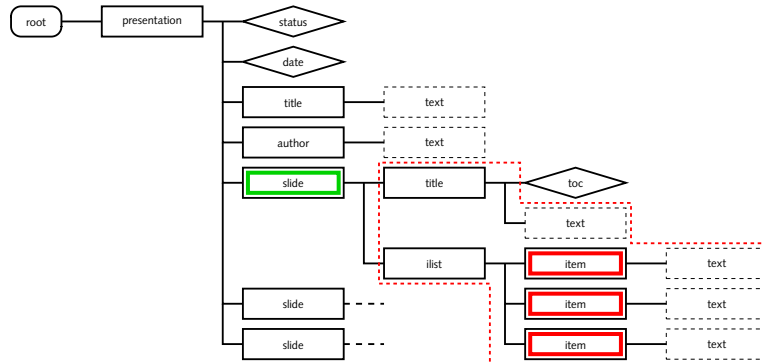 root
presentation
status
date
title
text
author
text
slide
title
toc
text
ilist
item
text
slide
item
text
slide
item
text